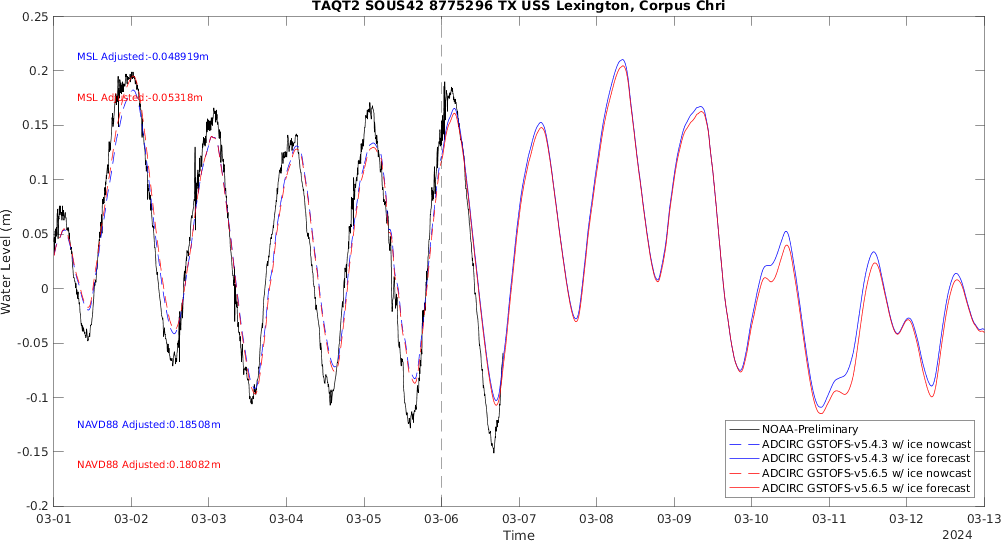 TAQT2 SOUS42 8775296 TX USS Lexington, Corpus Chri
0.25
0.2
0.15
0.1
0.05
0
-0.05
-0.1
-0.15
-0.2
Water Level (m)
MSL Adjusted:-0.048919m
MSL Adjusted:-0.05318m
NAVD88 Adjusted:0.18508m
NAVD88 Adjusted:0.18082m
NOAA-Preliminary
ADCIRC GSTOFS-v5.4.3 w/ ice nowcast
ADCIRC GSTOFS-v5.4.3 w/ ice forecast
ADCIRC GSTOFS-v5.6.5 w/ ice nowcast
ADCIRC GSTOFS-v5.6.5 w/ ice forecast
03-01 03-02 03-03 03-04 03-05 03-06 03-07 03-08 03-09 03-10 03-11 03-12 03-13
Time
2024